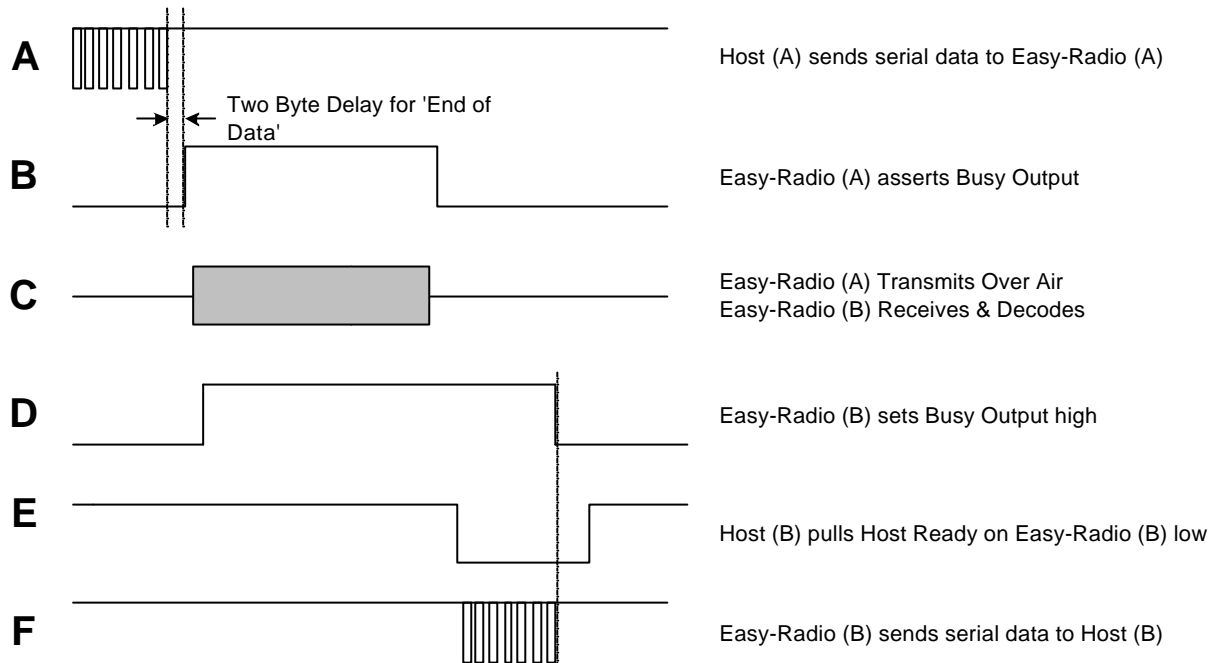 A
Host (A) sends serial data to Easy-Radio (A)
Two Byte Delay for 'End of
Data'
B
Easy-Radio (A) asserts Busy Output
C
Easy-Radio (A) Transmits Over Air
Easy-Radio (B) Receives & Decodes
D
Easy-Radio (B) sets Busy Output high
E
Host (B) pulls Host Ready on Easy-Radio (B) low
F
Easy-Radio (B) sends serial data to Host (B)